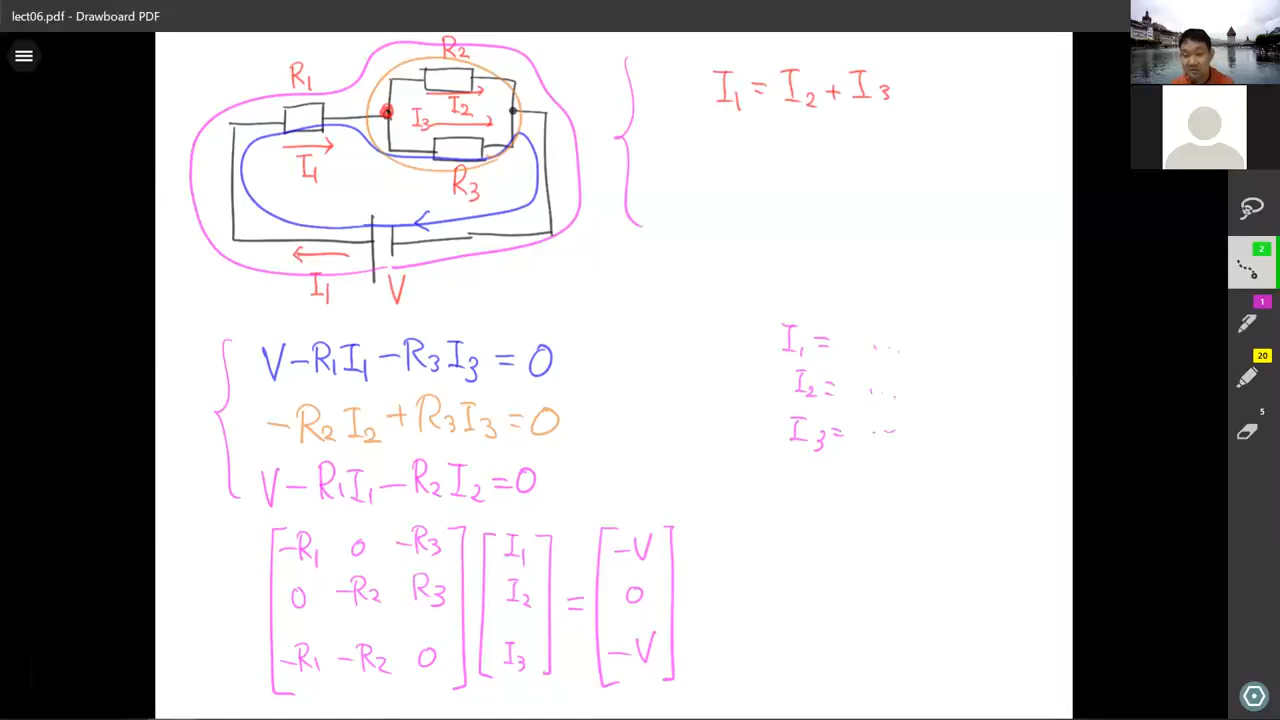 lect06.pdf - Drawboard PDF
R₂
R₁
I₂
I₃
I₁
R₃
I₁
V
I₁ = I₂ + I₃
V - R₁I₁ - R₃I₃ = 0
- R₂I₂ + R₃I₃ = 0
V - R₁I₁ - R₂I₂ = 0
I₁ = ...
I₂ = ...
I₃ = ...
[-R₁ 0 -R₃] [I₁] = [-V]
[0 -R₂ R₃] [I₂] [0]
[-R₁ -R₂ 0] [I₃] [-V]
2
1
20
5